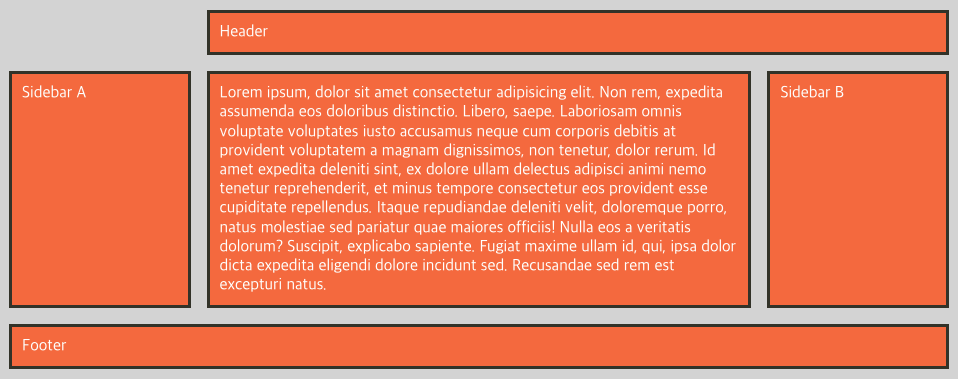 Header
Sidebar A
Lorem ipsum, dolor sit amet consectetur adipisicing elit. Non rem, expedita
assumenda eos doloribus distinctio. Libero, saepe. Laboriosam omnis
voluptate voluptates iusto accusamus neque cum corporis debitis at
provident voluptatem a magnam dignissimos, non tenetur, dolor rerum. Id
amet expedita deleniti sint, ex dolore ullam delectus adipisci animi nemo
tenetur reprehenderit, et minus tempore consectetur eos provident esse
cupiditate repellendus. Itaque repudiandae deleniti velit, doloremque porro,
natus molestiae sed pariatur quae maiores officiis! Nulla eos a veritatis
dolorum? Suscipit, explicabo sapiente. Fugiat maxime ullam id, qui, ipsa dolor
dicta expedita eligendi dolore incidunt sed. Recusandae sed rem est
excepturi natus.
Sidebar B
Footer